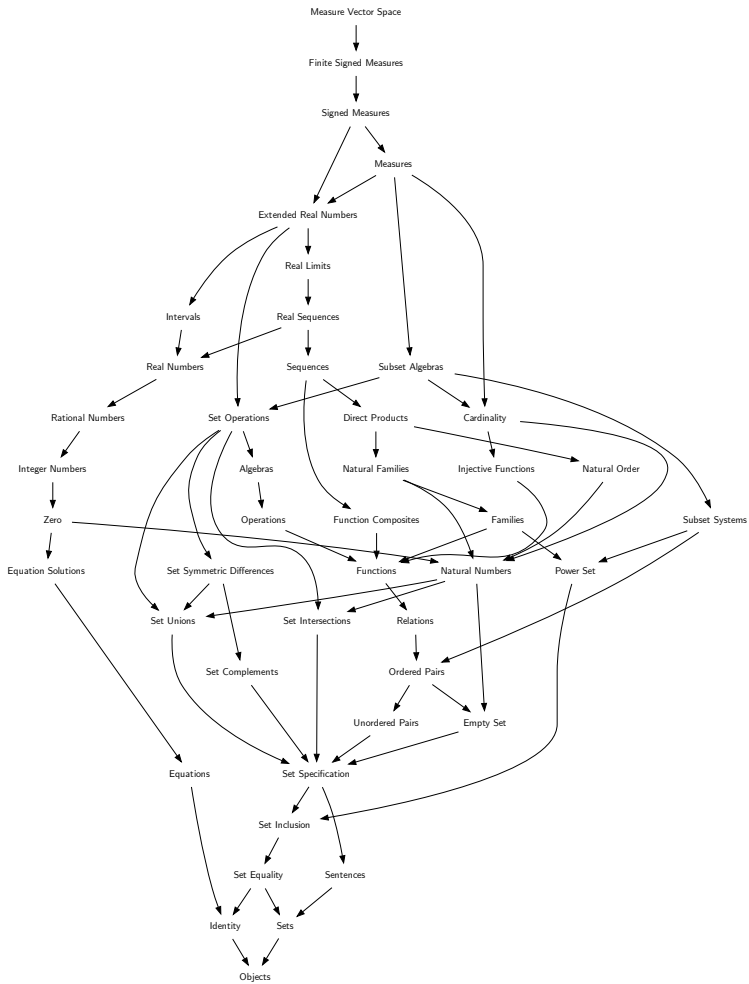 Measure Vector Space
Finite Signed Measures
Signed Measures
Measures
Extended Real Numbers
Real Limits
Intervals
Real Sequences
Real Numbers
Sequences
Subset Algebras
Rational Numbers
Set Operations
Direct Products
Cardinality
Integer Numbers
Algebras
Natural Families
Injective Functions
Natural Order
Zero
Operations
Function Composites
Families
Subset Systems
Equation Solutions
Set Symmetric Differences
Functions
Natural Numbers
Power Set
Set Unions
Set Intersections
Relations
Set Complements
Ordered Pairs
Unordered Pairs
Empty Set
Equations
Set Specification
Set Inclusion
Set Equality
Sentences
Identity
Sets
Objects